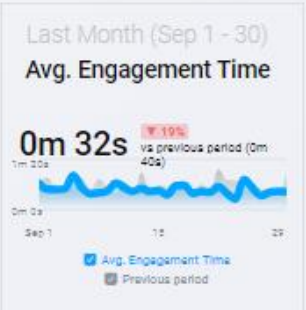 Last Month (Sep 1 - 30)
Avg. Engagement Time
0m 32s
▼ 19%
vs previous period (0m
40s)
1m 20s
0m 0s
Sep 1 15 29
Avg. Engagement Time
Previous period